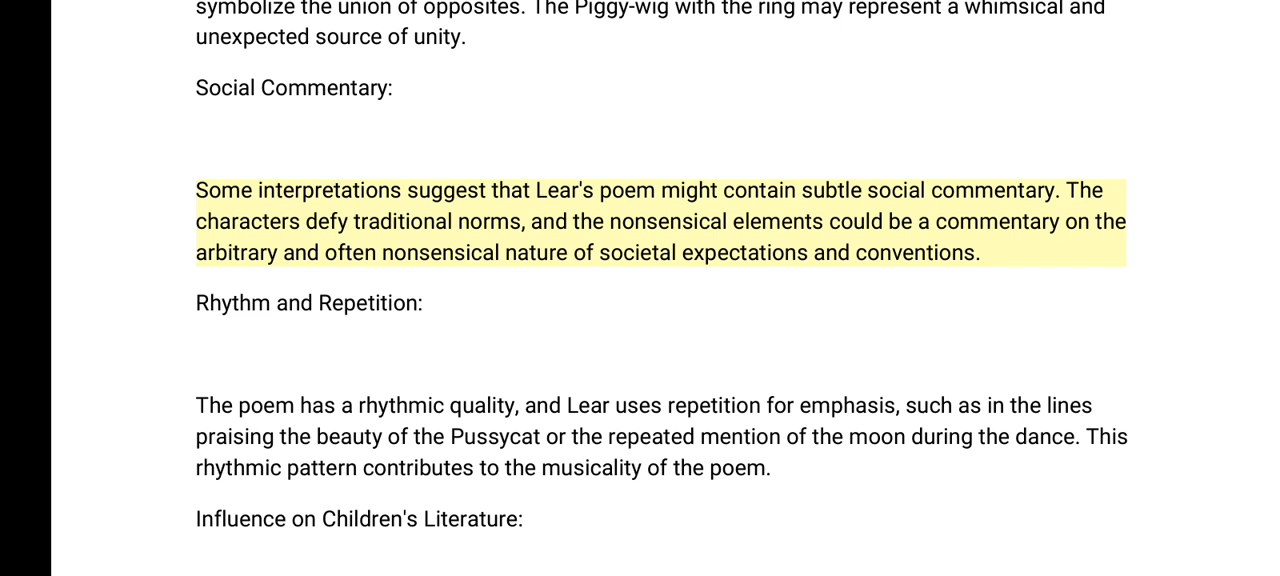 symbolize the union of opposites. The Piggy-wig with the ring may represent a whimsical and
unexpected source of unity.
Social Commentary:
Some interpretations suggest that Lear's poem might contain subtle social commentary. The
characters defy traditional norms, and the nonsensical elements could be a commentary on the
arbitrary and often nonsensical nature of societal expectations and conventions.
Rhythm and Repetition:
The poem has a rhythmic quality, and Lear uses repetition for emphasis, such as in the lines
praising the beauty of the Pussycat or the repeated mention of the moon during the dance. This
rhythmic pattern contributes to the musicality of the poem.
Influence on Children's Literature: